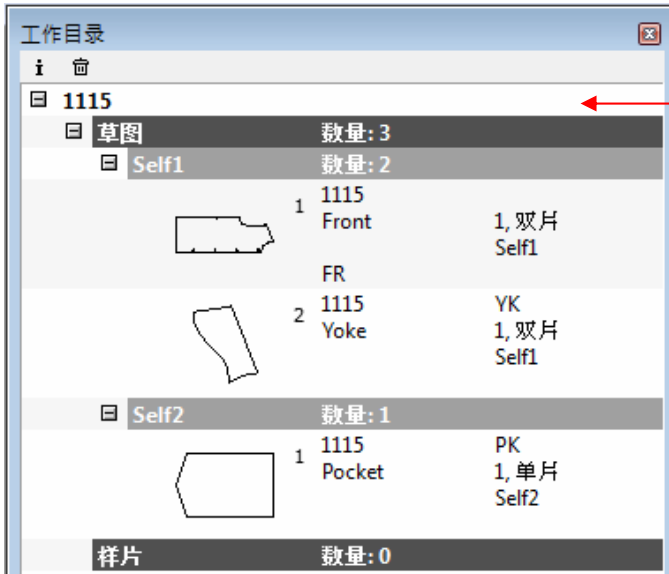 工作目录
i
1115
草图 数量: 3
Self1 数量: 2
1 1115
Front 1, 双片
Self1
FR
2 1115 YK
Yoke 1, 双片
Self1
Self2 数量: 1
1 1115 PK
Pocket 1, 单片
Self2
样片 数量: 0